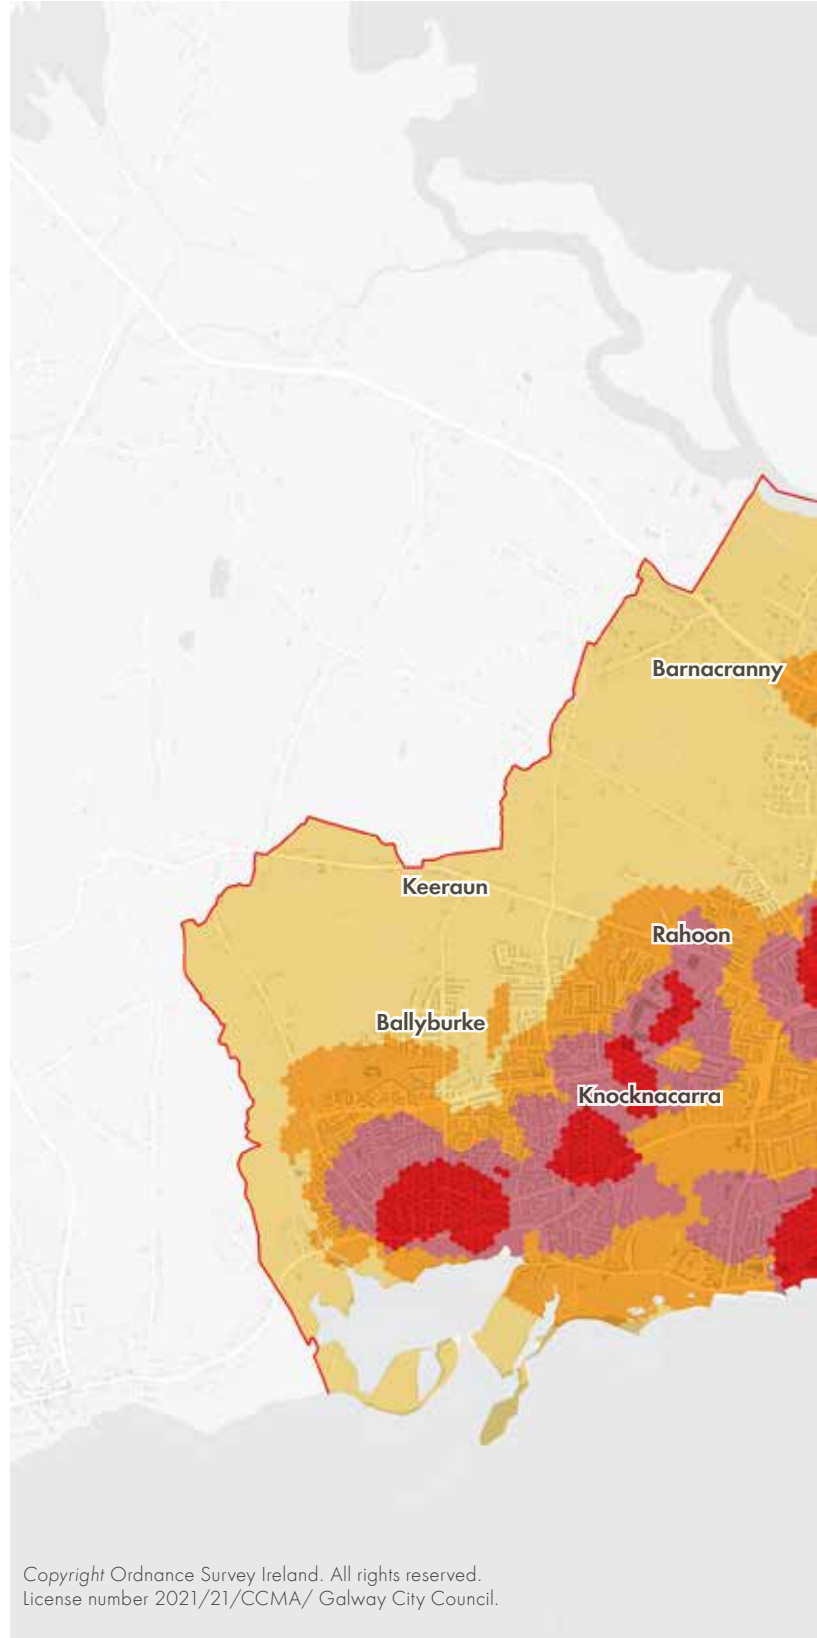 Barnacranny
Keeraun
Rahoon
Ballyburke
Knocknacarra
Copyright Ordnance Survey Ireland. All rights reserved.
License number 2021/21/CCMA/ Galway City Council.